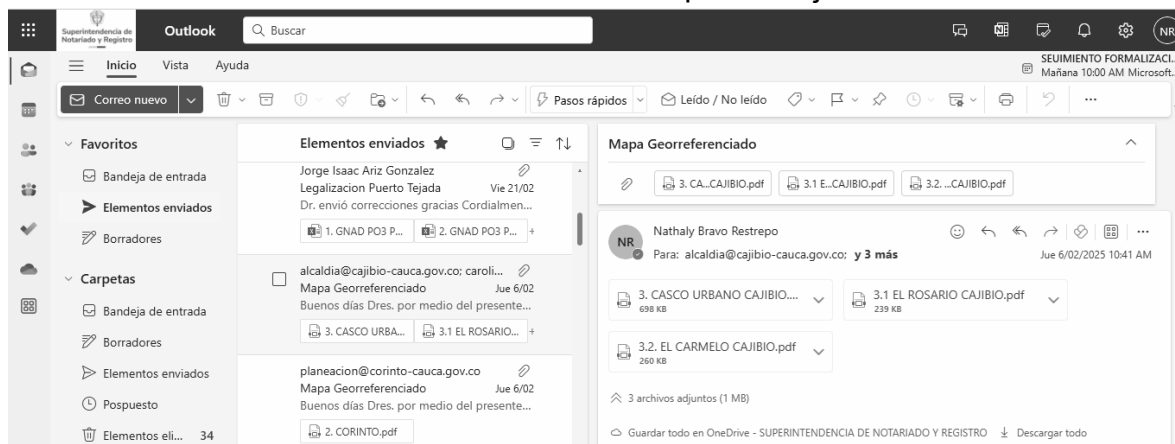 Superintendencia de
Notariado y Registro
Outlook
Buscar
NR
Inicio
Vista
Ayuda
SEUIMIENTO FORMALIZACI...
Mañana 10:00 AM Microsoft...
Correo nuevo
Pasos rápidos
Leído / No leído
Favoritos
Bandeja de entrada
Elementos enviados
Borradores
Carpetas
Bandeja de entrada
Borradores
Elementos enviados
Pospuesto
Elementos eli... 34
Elementos enviados
Jorge Isaac Ariz Gonzalez
Legalizacion Puerto Tejada Vie 21/02
Dr. envió correcciones gracias Cordialmen...
1. GNAD PO3 P... 2. GNAD PO3 P... +
alcaldia@cajibio-cauca.gov.co; caroli...
Mapa Georreferenciado Jue 6/02
Buenos días Dres. por medio del presente...
3. CASCO URBA... 3.1 EL ROSARIO... +
planeacion@corinto-cauca.gov.co
Mapa Georreferenciado Jue 6/02
Buenos días Dres. por medio del presente...
2. CORINTO.pdf
Mapa Georreferenciado
3. CA...CAJIBIO.pdf 3.1 E...CAJIBIO.pdf 3.2. ...CAJIBIO.pdf
NR
Nathaly Bravo Restrepo
Para: alcaldia@cajibio-cauca.gov.co; y 3 más
Jue 6/02/2025 10:41 AM
3. CASCO URBANO CAJIBIO....
698 KB
3.1 EL ROSARIO CAJIBIO.pdf
239 KB
3.2. EL CARMELO CAJIBIO.pdf
260 KB
3 archivos adjuntos (1 MB)
Guardar todo en OneDrive - SUPERINTENDENCIA DE NOTARIADO Y REGISTRO Descargar todo